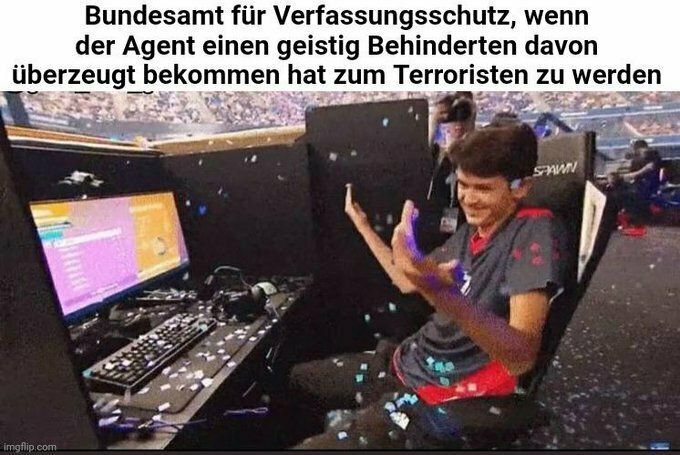 Bundesamt für Verfassungsschutz, wenn
der Agent einen geistig Behinderten davon
überzeugt bekommen hat zum Terroristen zu werden
SPAWN
imgflip.com